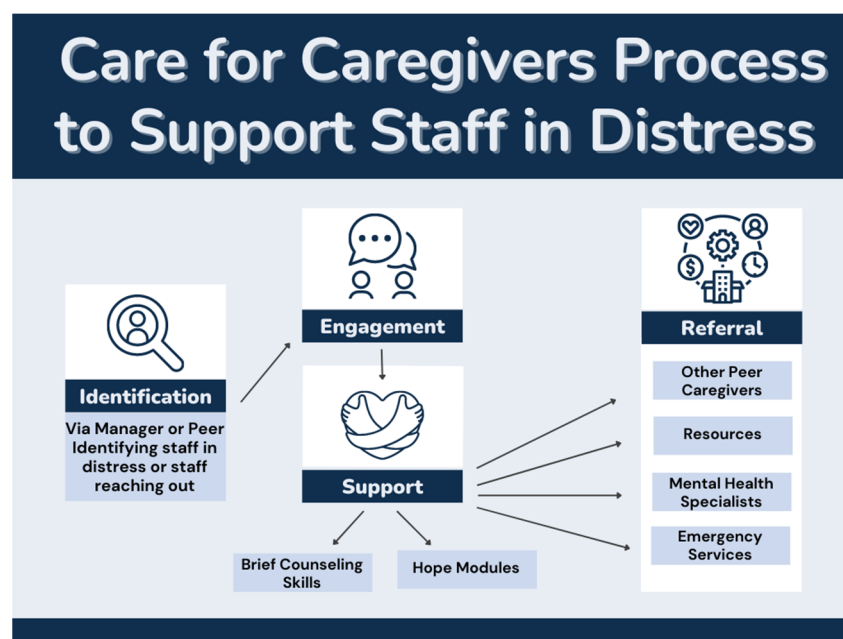 Care for Caregivers Process
to Support Staff in Distress
Identification
Via Manager or Peer
Identifying staff in
distress or staff
reaching out
Engagement
Support
Brief Counseling
Skills
Hope Modules
Referral
Other Peer
Caregivers
Resources
Mental Health
Specialists
Emergency
Services